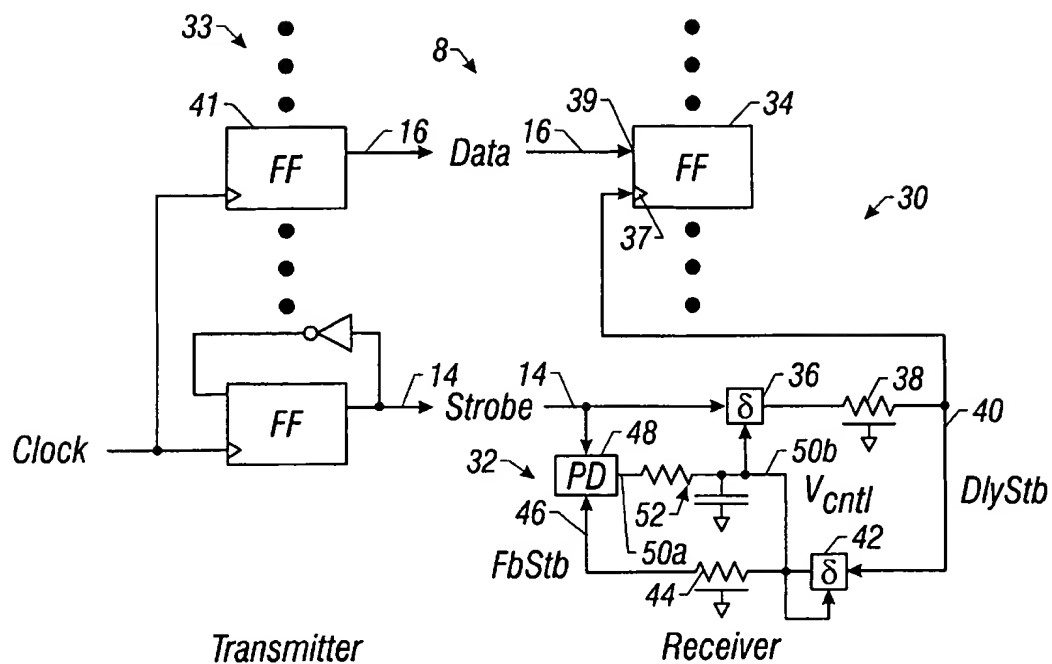 33
8
41
16
39
16
34
FF
Data
FF
37
30
14
Strobe
14
36
δ
38
FF
Clock
48
32
PD
50b
40
52
V_cntl
DlyStb
46
50a
42
FbStb
44
δ
Transmitter
Receiver